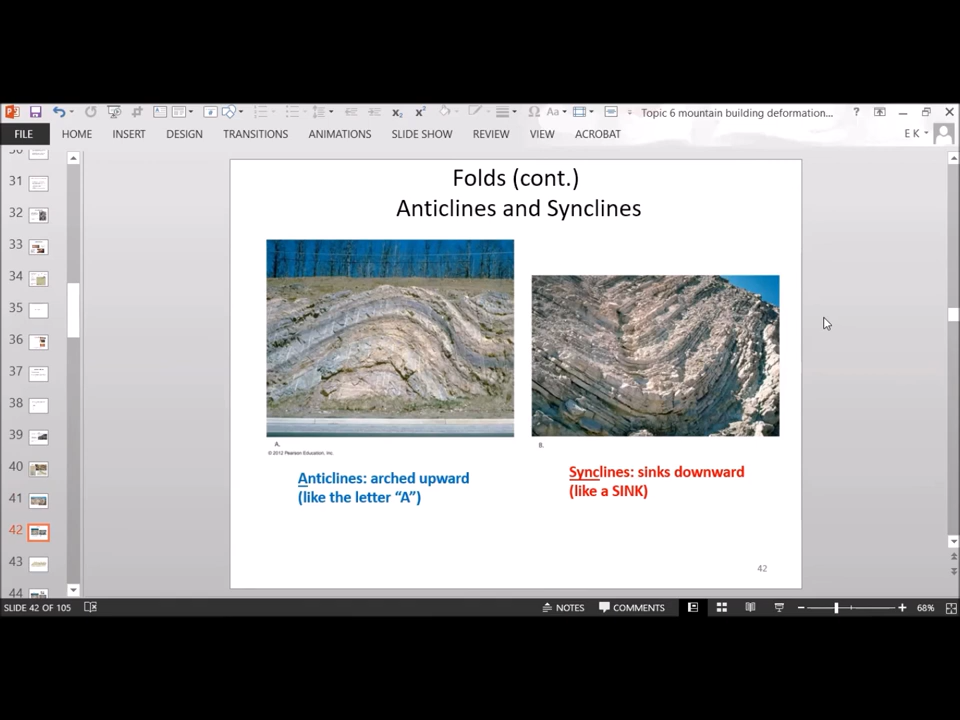 Topic 6 mountain building deformation...
?
FILE
HOME
INSERT
DESIGN
TRANSITIONS
ANIMATIONS
SLIDE SHOW
REVIEW
VIEW
ACROBAT
E K
31
32
33
34
35
36
37
38
39
40
41
42
43
44
Folds (cont.)
Anticlines and Synclines
A.
© 2012 Pearson Education, Inc.
B.
Anticlines: arched upward
(like the letter “A”)
Synclines: sinks downward
(like a SINK)
42
SLIDE 42 OF 105
NOTES
COMMENTS
68%